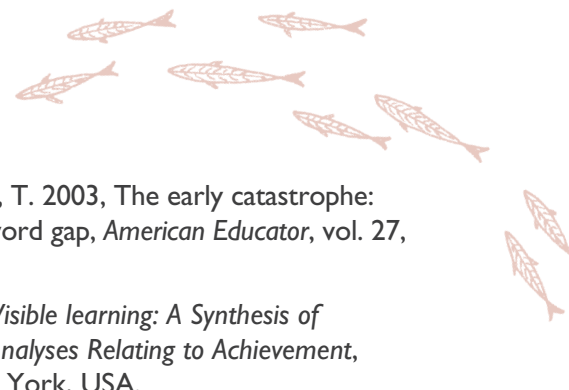 , T. 2003, The early catastrophe:
word gap, American Educator, vol. 27,
Visible learning: A Synthesis of
nalyses Relating to Achievement,
York, USA.